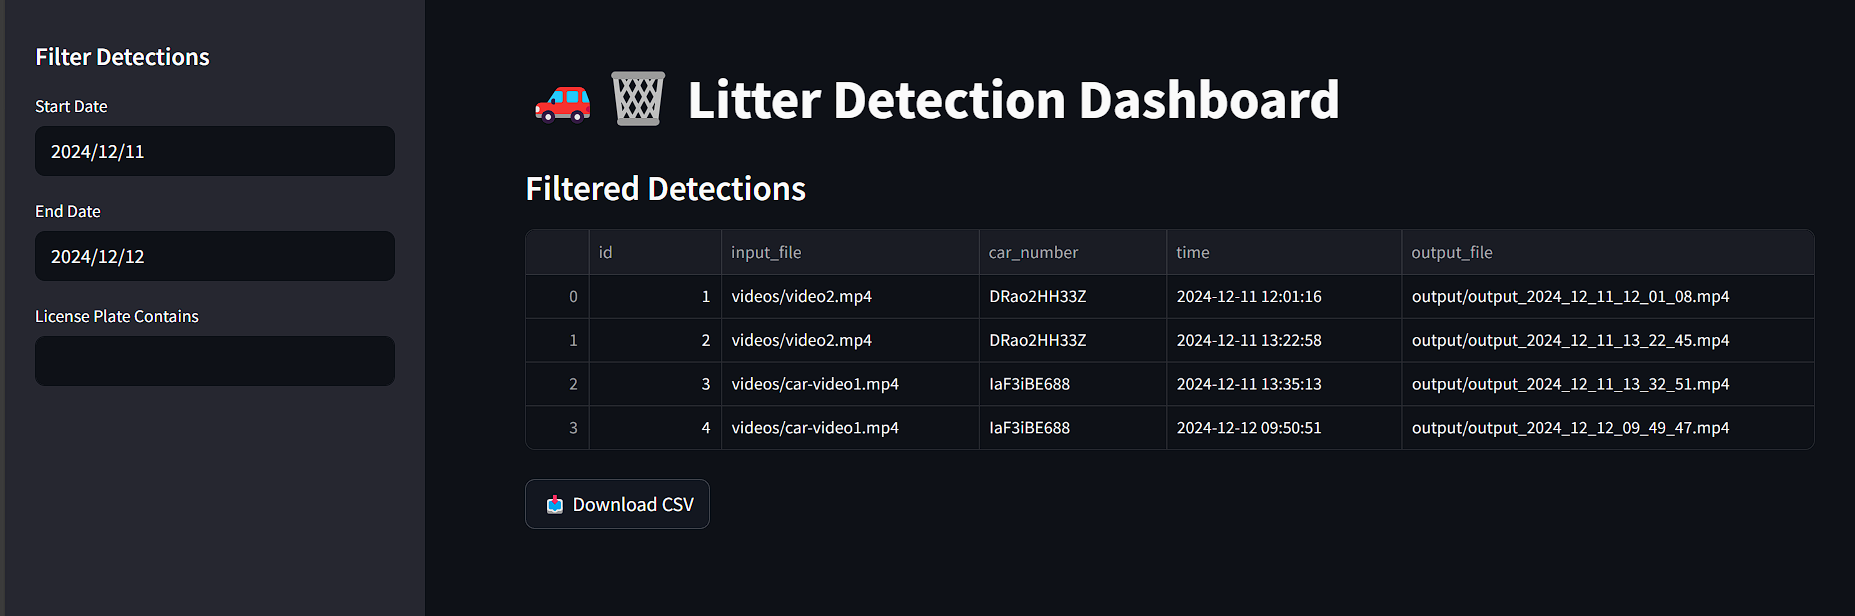 Filter Detections
Start Date
2024/12/11
End Date
2024/12/12
License Plate Contains
Litter Detection Dashboard
Filtered Detections
id input_file car_number time output_file
0 1 videos/video2.mp4 DRao2HH33Z 2024-12-11 12:01:16 output/output_2024_12_11_12_01_08.mp4
1 2 videos/video2.mp4 DRao2HH33Z 2024-12-11 13:22:58 output/output_2024_12_11_13_22_45.mp4
2 3 videos/car-video1.mp4 IaF3iBE688 2024-12-11 13:35:13 output/output_2024_12_11_13_32_51.mp4
3 4 videos/car-video1.mp4 IaF3iBE688 2024-12-12 09:50:51 output/output_2024_12_12_09_49_47.mp4
Download CSV